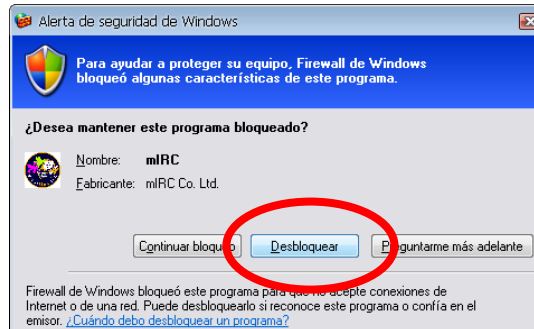 Alerta de seguridad de Windows
Para ayudar a proteger su equipo, Firewall de Windows
bloqueó algunas características de este programa.
¿Desea mantener este programa bloqueado?
Nombre: mIRC
Fabricante: mIRC Co. Ltd.
Continuar bloqueo Desbloquear Preguntarme más adelante
Firewall de Windows bloqueó este programa para que no acepte conexiones de
Internet o de una red. Puede desbloquearlo si reconoce este programa o confía en el
emisor. ¿Cuándo debo desbloquear un programa?